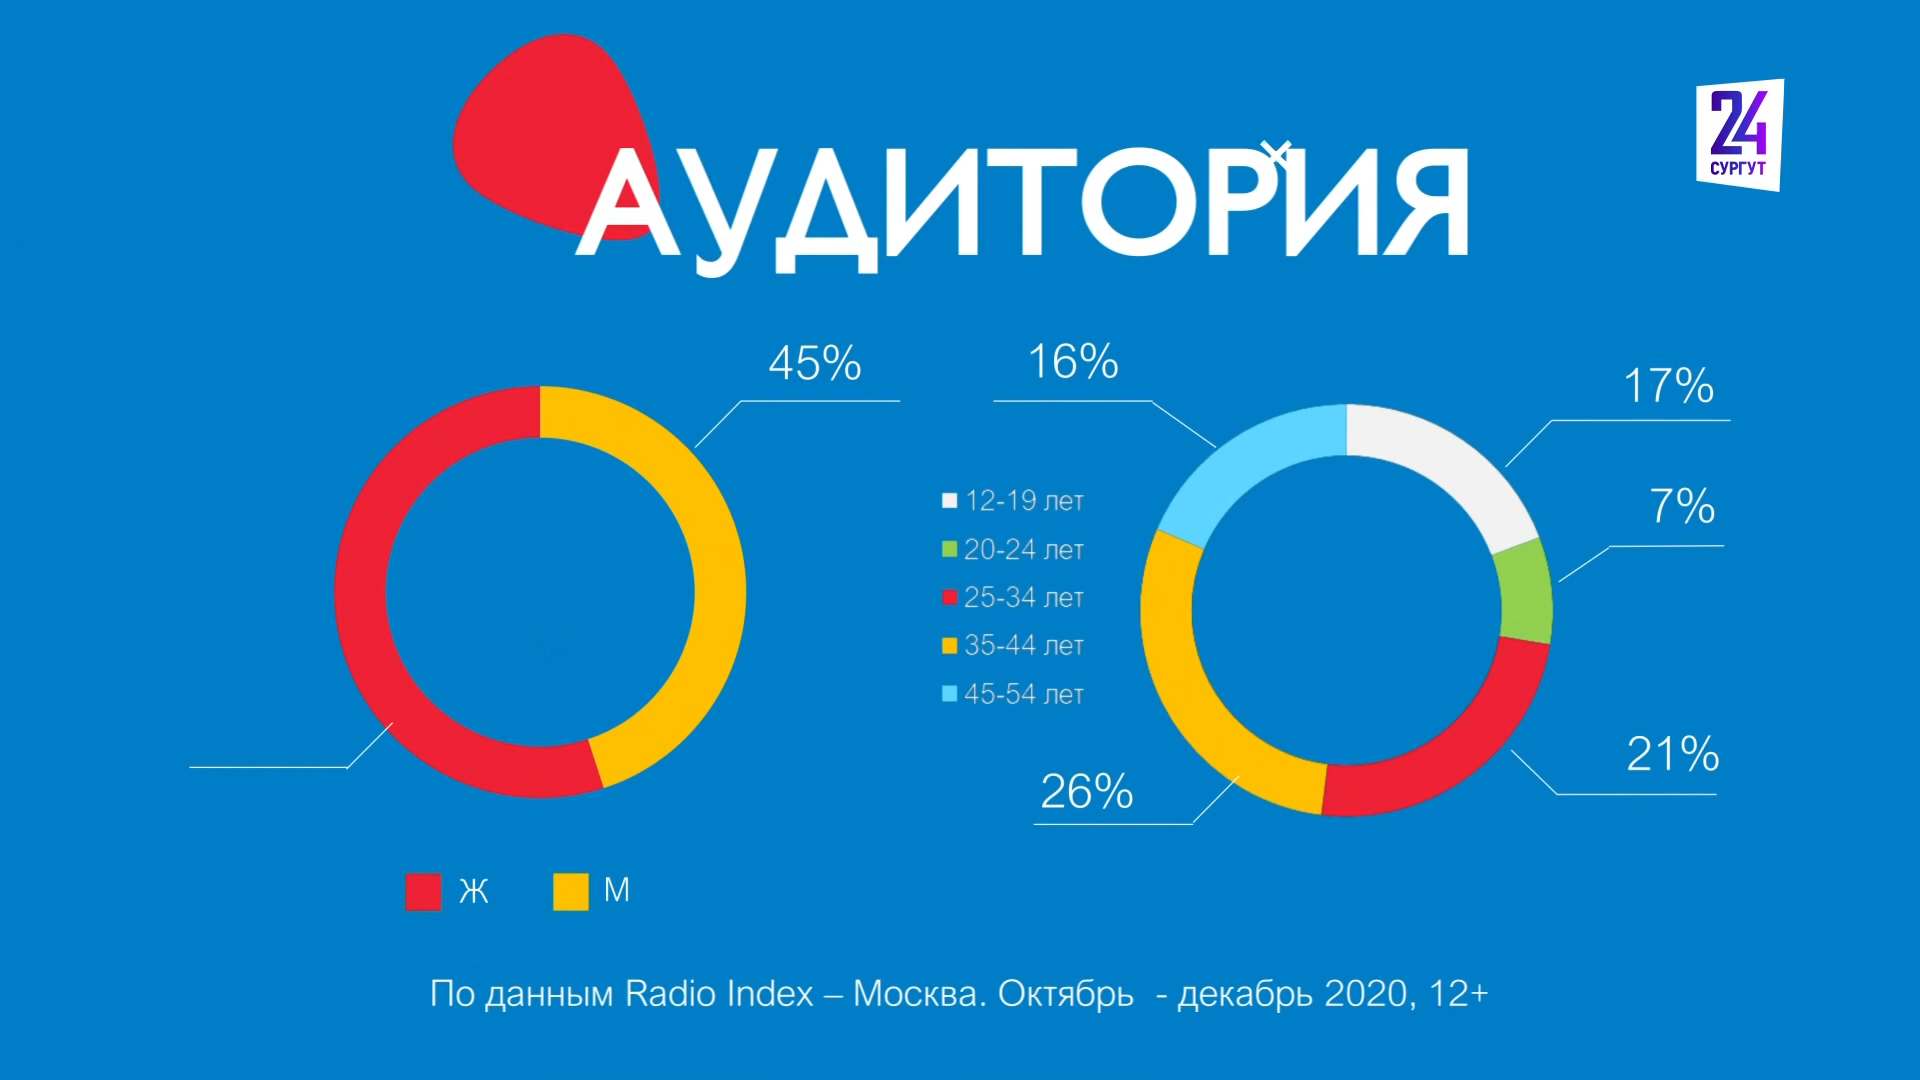 АУДИТОРИЯ
24
СУРГУТ
45%
16%
17%
7%
12-19 лет
20-24 лет
25-34 лет
35-44 лет
45-54 лет
21%
26%
Ж
М
По данным Radio Index – Москва. Октябрь - декабрь 2020, 12+